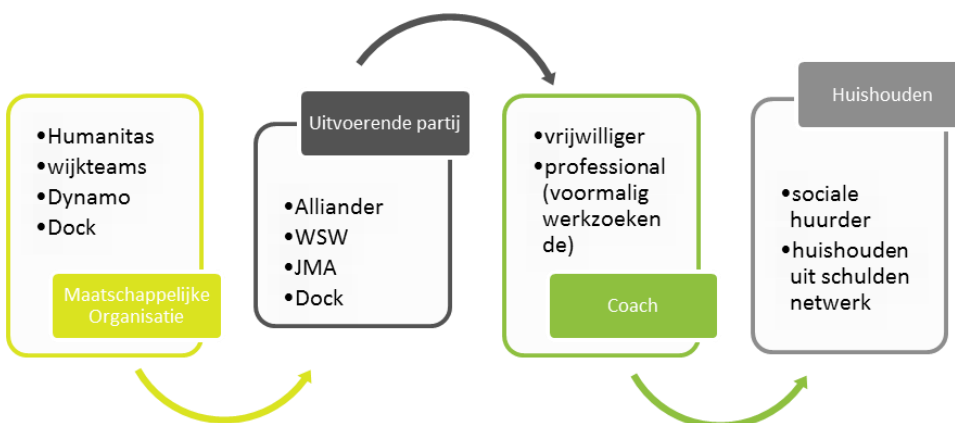 •Humanitas
•wijkteams
•Dynamo
•Dock
Maatschappelijke
Organisatie
Uitvoerende partij
•Alliander
•WSW
•JMA
•Dock
•vrijwilliger
•professional
(voormalig
werkzoeken
de)
Coach
Huishouden
•sociale
huurder
•huishouden
uit schulden
netwerk